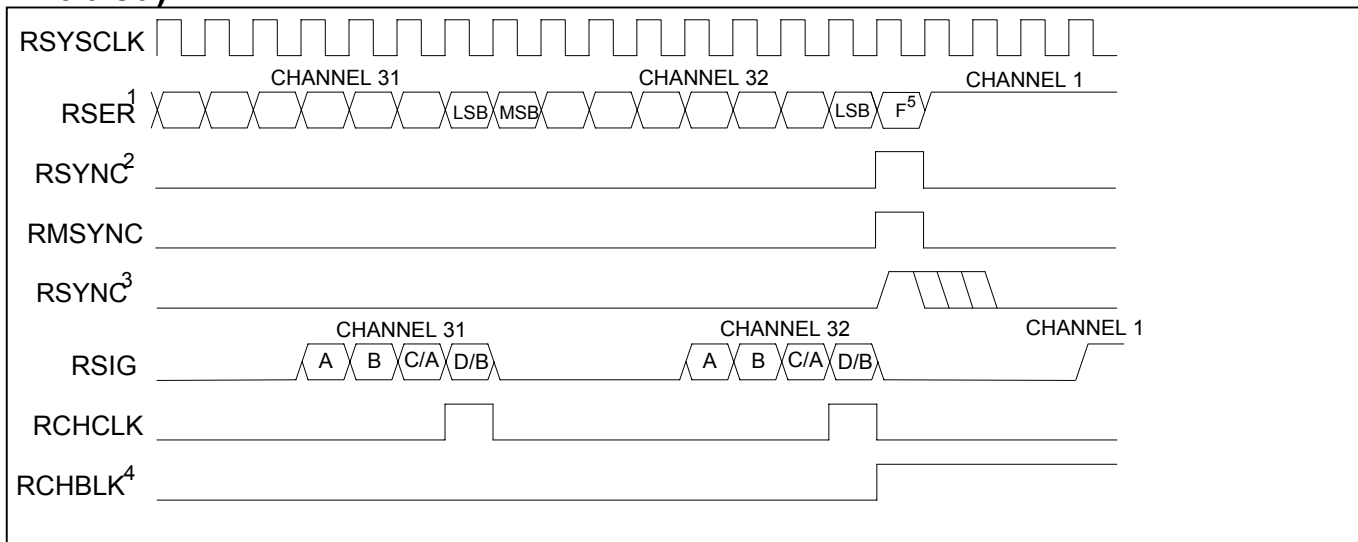 RSYSCLK
CHANNEL 31 CHANNEL 32 CHANNEL 1
RSER1 LSB MSB LSB F5
RSYNC2
RMSYNC
RSYNC3
CHANNEL 31 CHANNEL 32 CHANNEL 1
RSIG A B C/A D/B A B C/A D/B
RCHCLK
RCHBLK4